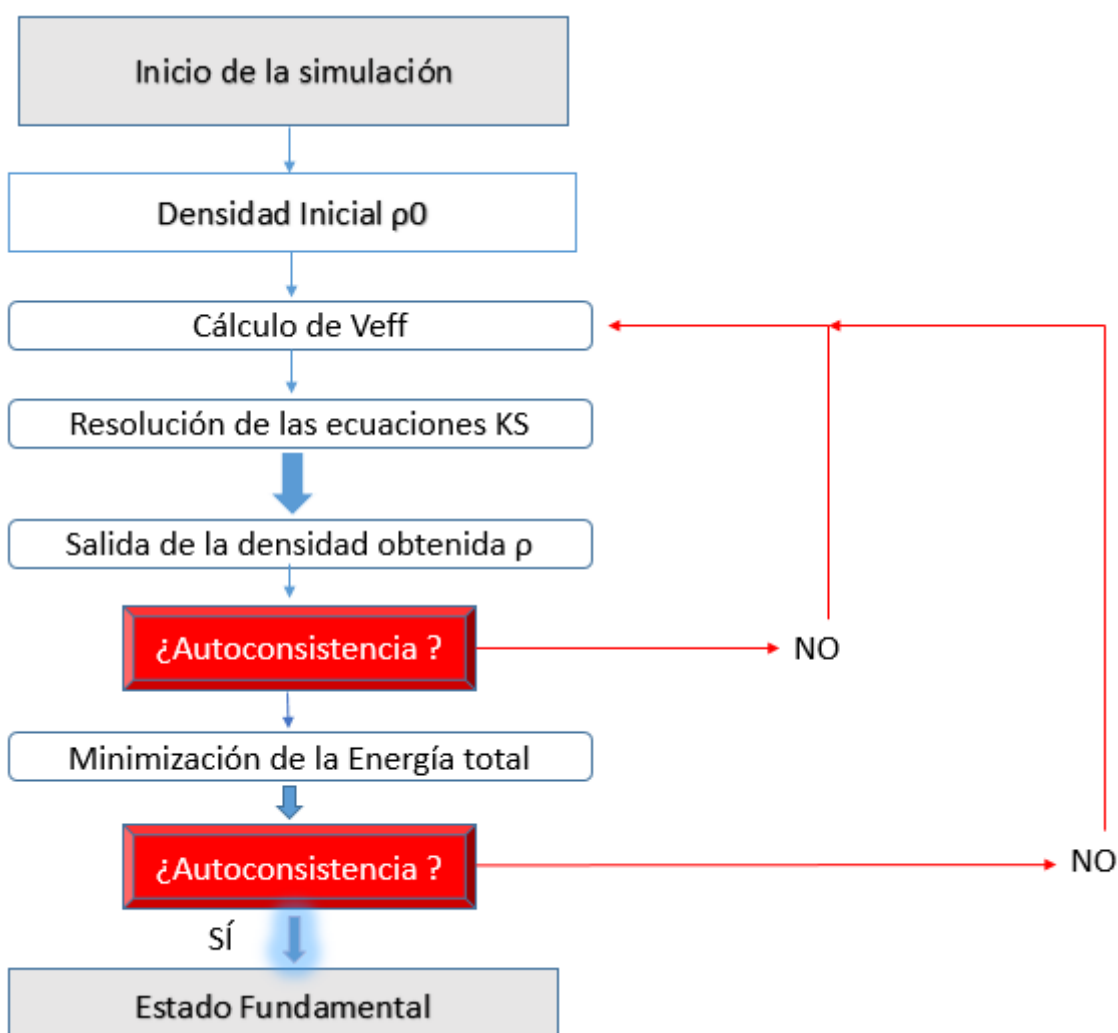 Inicio de la simulación
Densidad Inicial ρ0
Cálculo de Veff
Resolución de las ecuaciones KS
Salida de la densidad obtenida ρ
¿Autoconsistencia ?
NO
Minimización de la Energía total
¿Autoconsistencia ?
NO
SÍ
Estado Fundamental